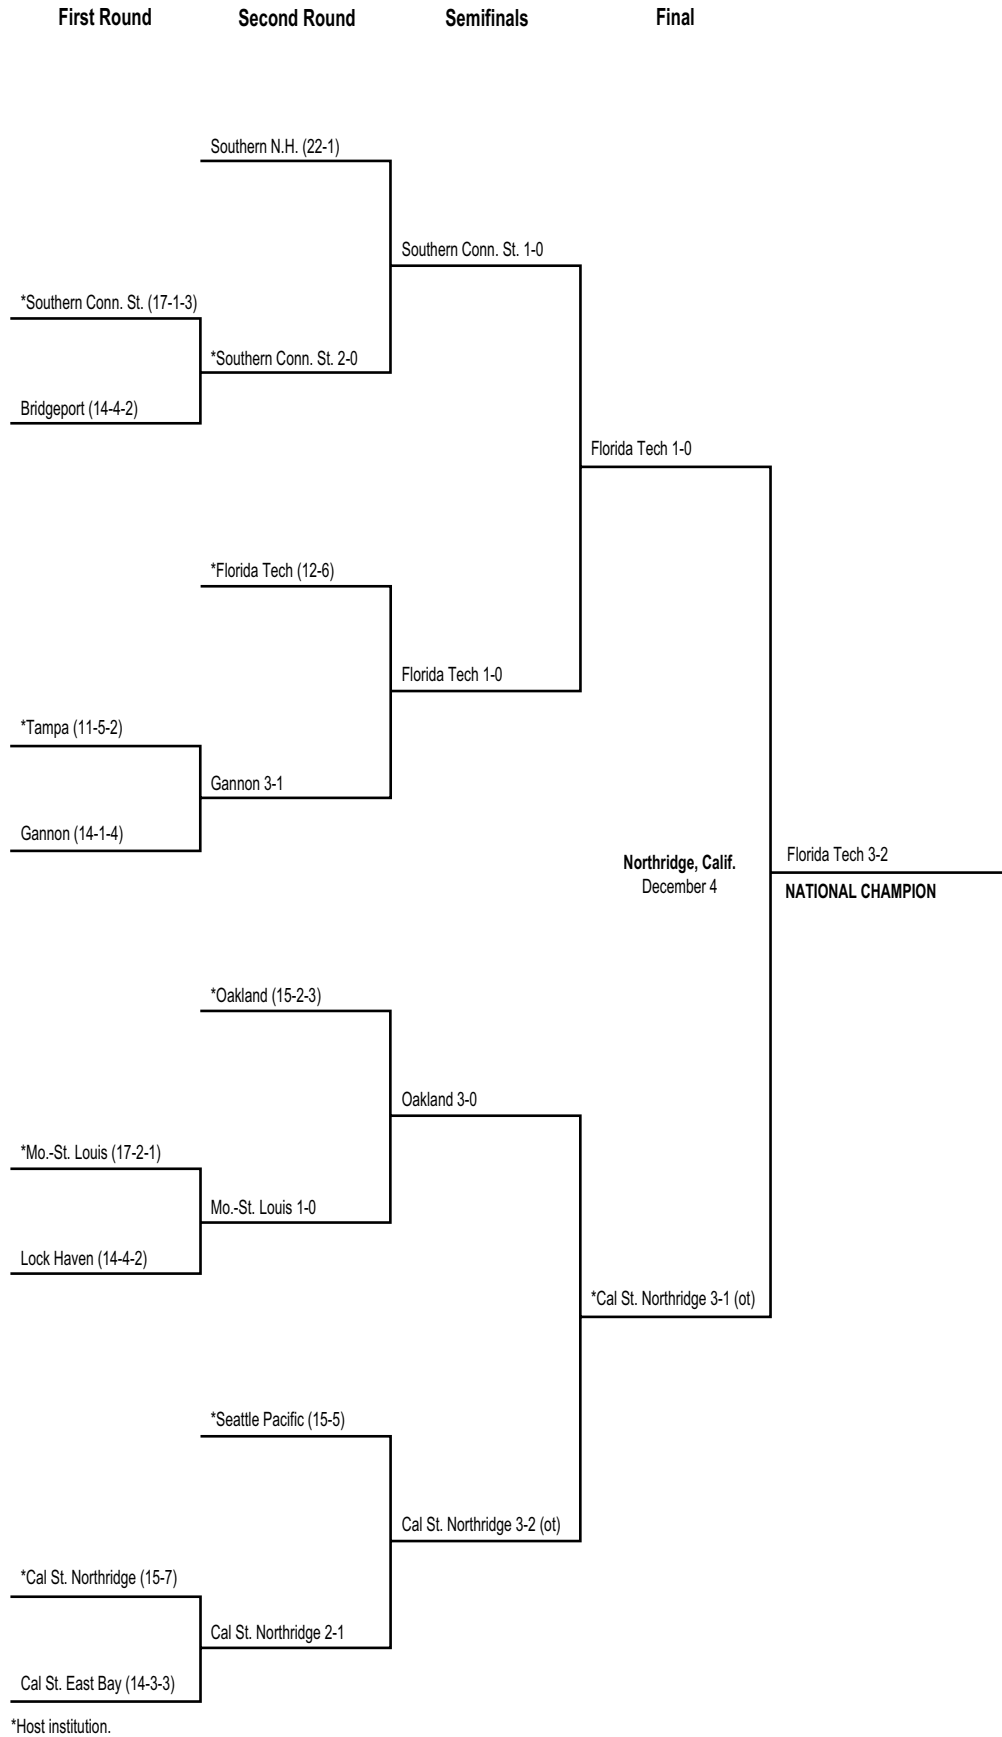 First Round
Second Round
Semifinals
Final
Southern N.H. (22-1)
Southern Conn. St. 1-0
*Southern Conn. St. (17-1-3)
*Southern Conn. St. 2-0
Bridgeport (14-4-2)
Florida Tech 1-0
*Florida Tech (12-6)
Florida Tech 1-0
*Tampa (11-5-2)
Gannon 3-1
Gannon (14-1-4)
Northridge, Calif.
December 4
Florida Tech 3-2
NATIONAL CHAMPION
*Oakland (15-2-3)
Oakland 3-0
*Mo.-St. Louis (17-2-1)
Mo.-St. Louis 1-0
Lock Haven (14-4-2)
*Cal St. Northridge 3-1 (ot)
*Seattle Pacific (15-5)
Cal St. Northridge 3-2 (ot)
*Cal St. Northridge (15-7)
Cal St. Northridge 2-1
Cal St. East Bay (14-3-3)
*Host institution.